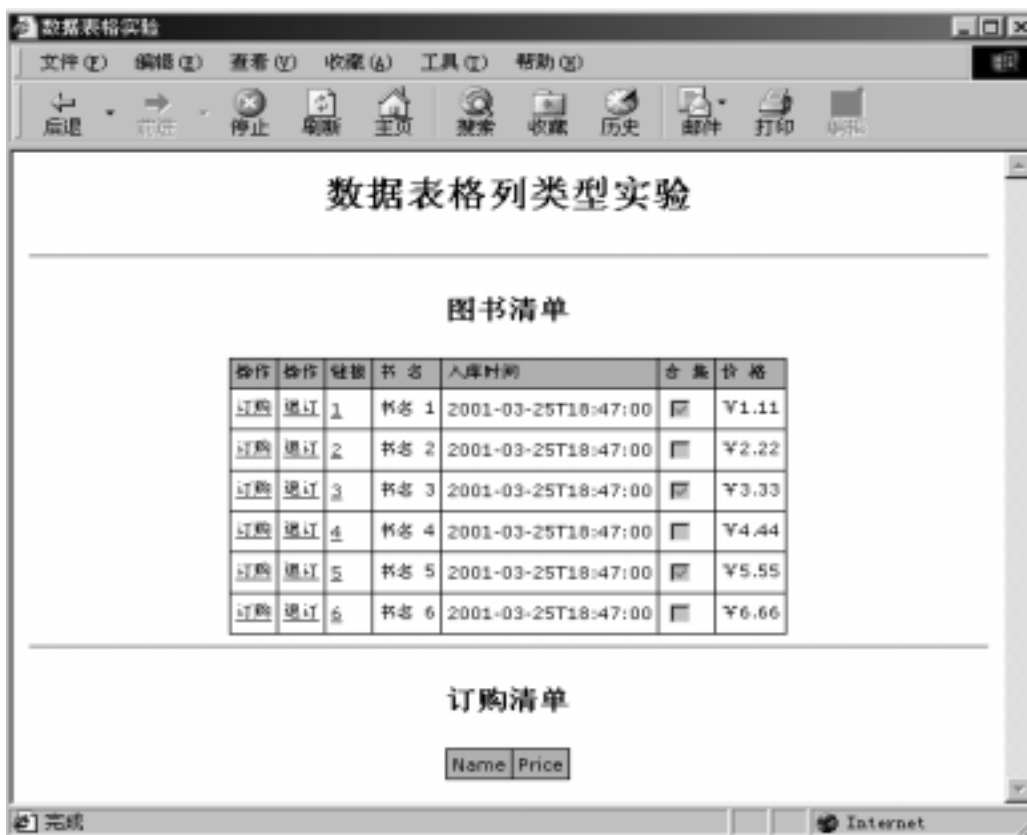 数据表格实验
文件(F) 编辑(E) 查看(V) 收藏(A) 工具(T) 帮助(H)
后退 前进 停止 刷新 主页 搜索 收藏 历史 邮件 打印 编辑
数据表格列类型实验
图书清单
操作 操作 链接 书 名 入库时间 合 集 价 格
订购 退订 1 书名 1 2001-03-25T18:47:00 ￥1.11
订购 退订 2 书名 2 2001-03-25T18:47:00 ￥2.22
订购 退订 3 书名 3 2001-03-25T18:47:00 ￥3.33
订购 退订 4 书名 4 2001-03-25T18:47:00 ￥4.44
订购 退订 5 书名 5 2001-03-25T18:47:00 ￥5.55
订购 退订 6 书名 6 2001-03-25T18:47:00 ￥6.66
订购清单
Name Price
完成 Internet